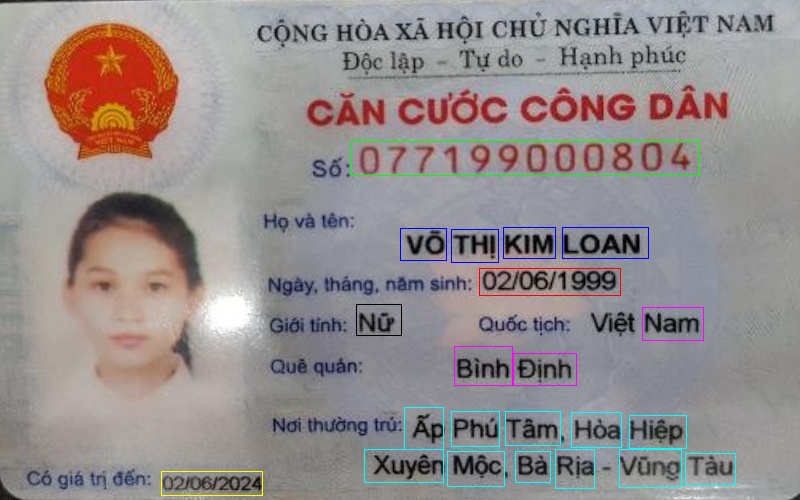 CỘNG HÒA XÃ HỘI CHỦ NGHĨA VIỆT NAM
Độc lập - Tự do - Hạnh phúc
CĂN CƯỚC CÔNG DÂN
Số: 077199000804
Họ và tên:
VÕ THỊ KIM LOAN
Ngày, tháng, năm sinh: 02/06/1999
Giới tính: Nữ Quốc tịch: Việt Nam
Quê quán: Bình Định
Nơi thường trú: Ấp Phú Tâm, Hòa Hiệp
Xuyên Mộc, Bà Rịa - Vũng Tàu
Có giá trị đến: 02/06/2024